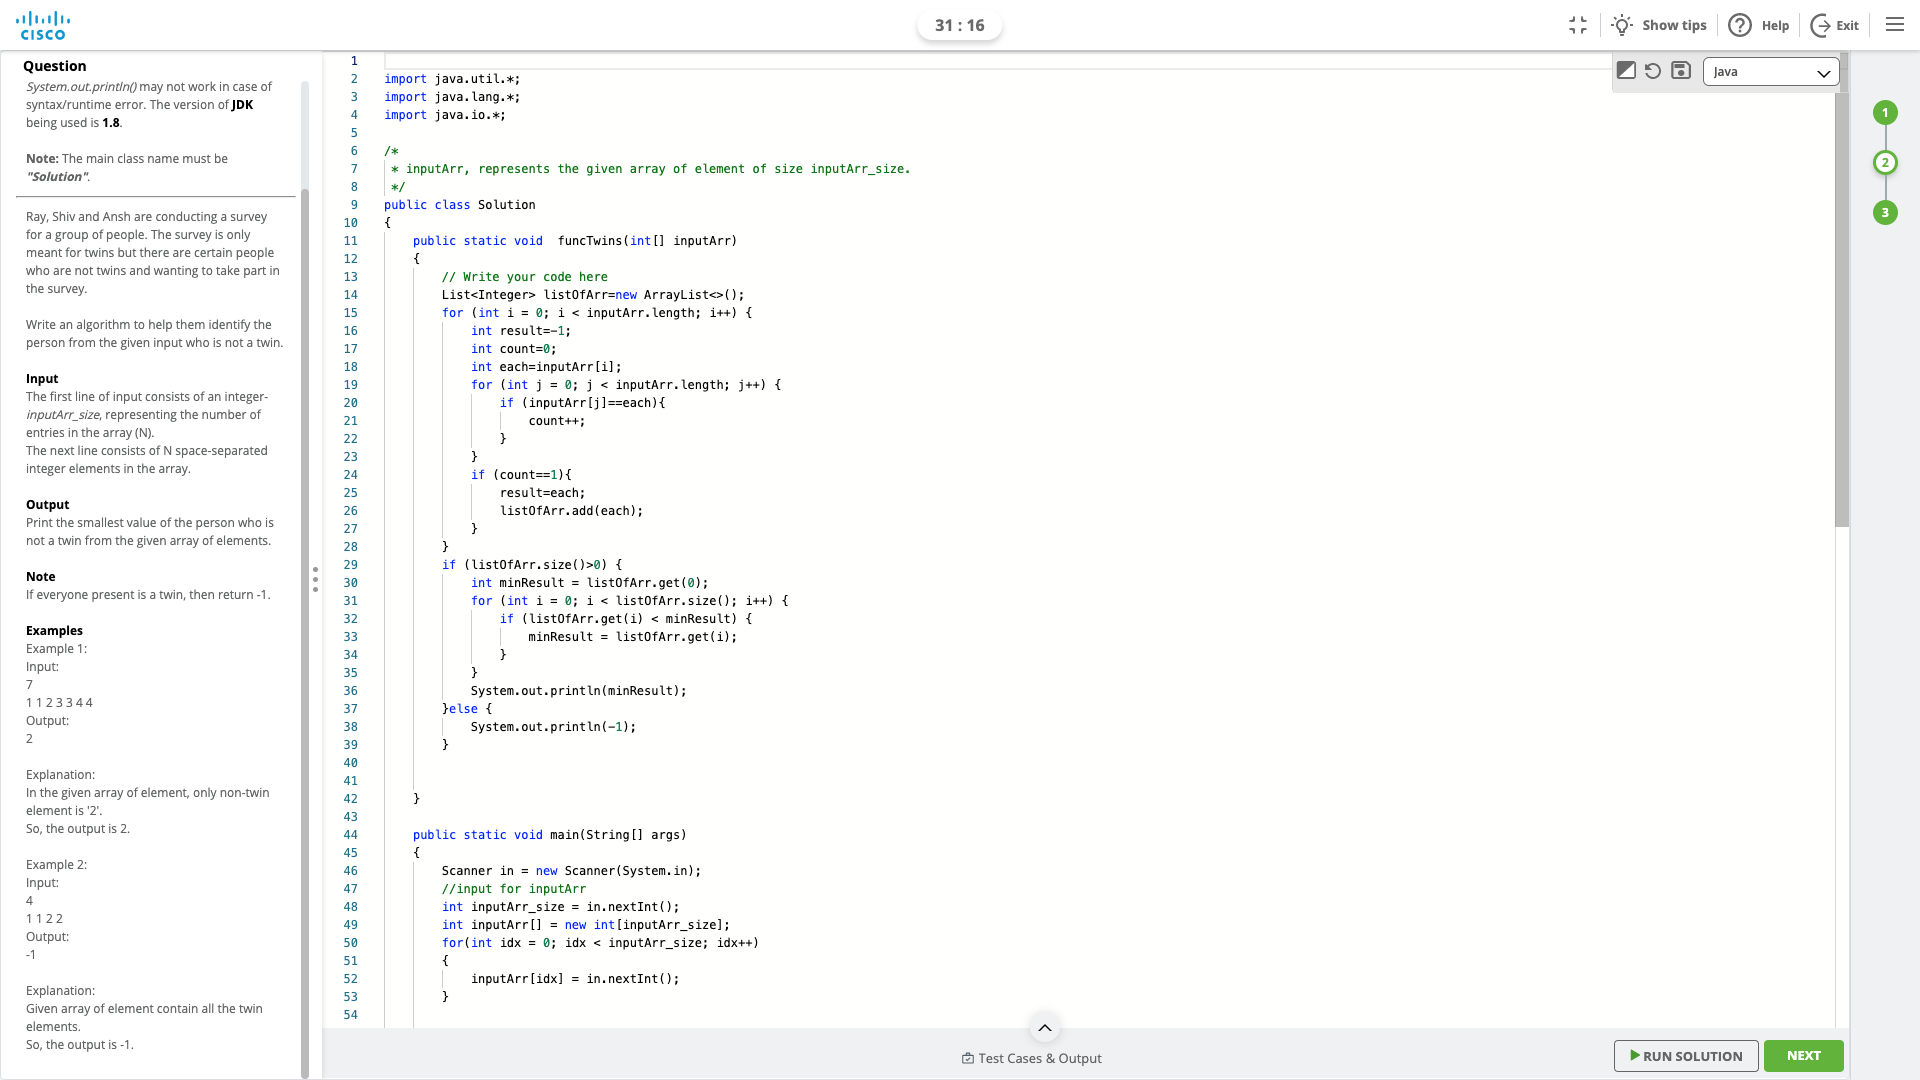 CISCO
31 : 16
Show tips
Help
Exit
Question
System.out.println() may not work in case of
syntax/runtime error. The version of JDK
being used is 1.8.
Note: The main class name must be
"Solution".
Ray, Shiv and Ansh are conducting a survey
for a group of people. The survey is only
meant for twins but there are certain people
who are not twins and wanting to take part in
the survey.
Write an algorithm to help them identify the
person from the given input who is not a twin.
Input
The first line of input consists of an integer-
inputArr_size, representing the number of
entries in the array (N).
The next line consists of N space-separated
integer elements in the array.
Output
Print the smallest value of the person who is
not a twin from the given array of elements.
Note
If everyone present is a twin, then return -1.
Examples
Example 1:
Input:
7
1 1 2 3 3 4 4
Output:
2
Explanation:
In the given array of element, only non-twin
element is '2'.
So, the output is 2.
Example 2:
Input:
4
1 1 2 2
Output:
-1
Explanation:
Given array of element contain all the twin
elements.
So, the output is -1.
Java
1
2 import java.util.*;
3 import java.lang.*;
4 import java.io.*;
5
6 /*
7 * inputArr, represents the given array of element of size inputArr_size.
8 */
9 public class Solution
10 {
11 public static void  funcTwins(int[] inputArr)
12 {
13 // Write your code here
14 List<Integer> listOfArr=new ArrayList<>();
15 for (int i = 0; i < inputArr.length; i++) {
16 int result=-1;
17 int count=0;
18 int each=inputArr[i];
19 for (int j = 0; j < inputArr.length; j++) {
20 if (inputArr[j]==each){
21 count++;
22 }
23 }
24 if (count==1){
25 result=each;
26 listOfArr.add(each);
27 }
28 }
29 if (listOfArr.size()>0) {
30 int minResult = listOfArr.get(0);
31 for (int i = 0; i < listOfArr.size(); i++) {
32 if (listOfArr.get(i) < minResult) {
33 minResult = listOfArr.get(i);
34 }
35 }
36 System.out.println(minResult);
37 }else {
38 System.out.println(-1);
39 }
40
41
42 }
43
44 public static void main(String[] args)
45 {
46 Scanner in = new Scanner(System.in);
47 //input for inputArr
48 int inputArr_size = in.nextInt();
49 int inputArr[] = new int[inputArr_size];
50 for(int idx = 0; idx < inputArr_size; idx++)
51 {
52 inputArr[idx] = in.nextInt();
53 }
54
1
2
3
Test Cases & Output
RUN SOLUTION
NEXT